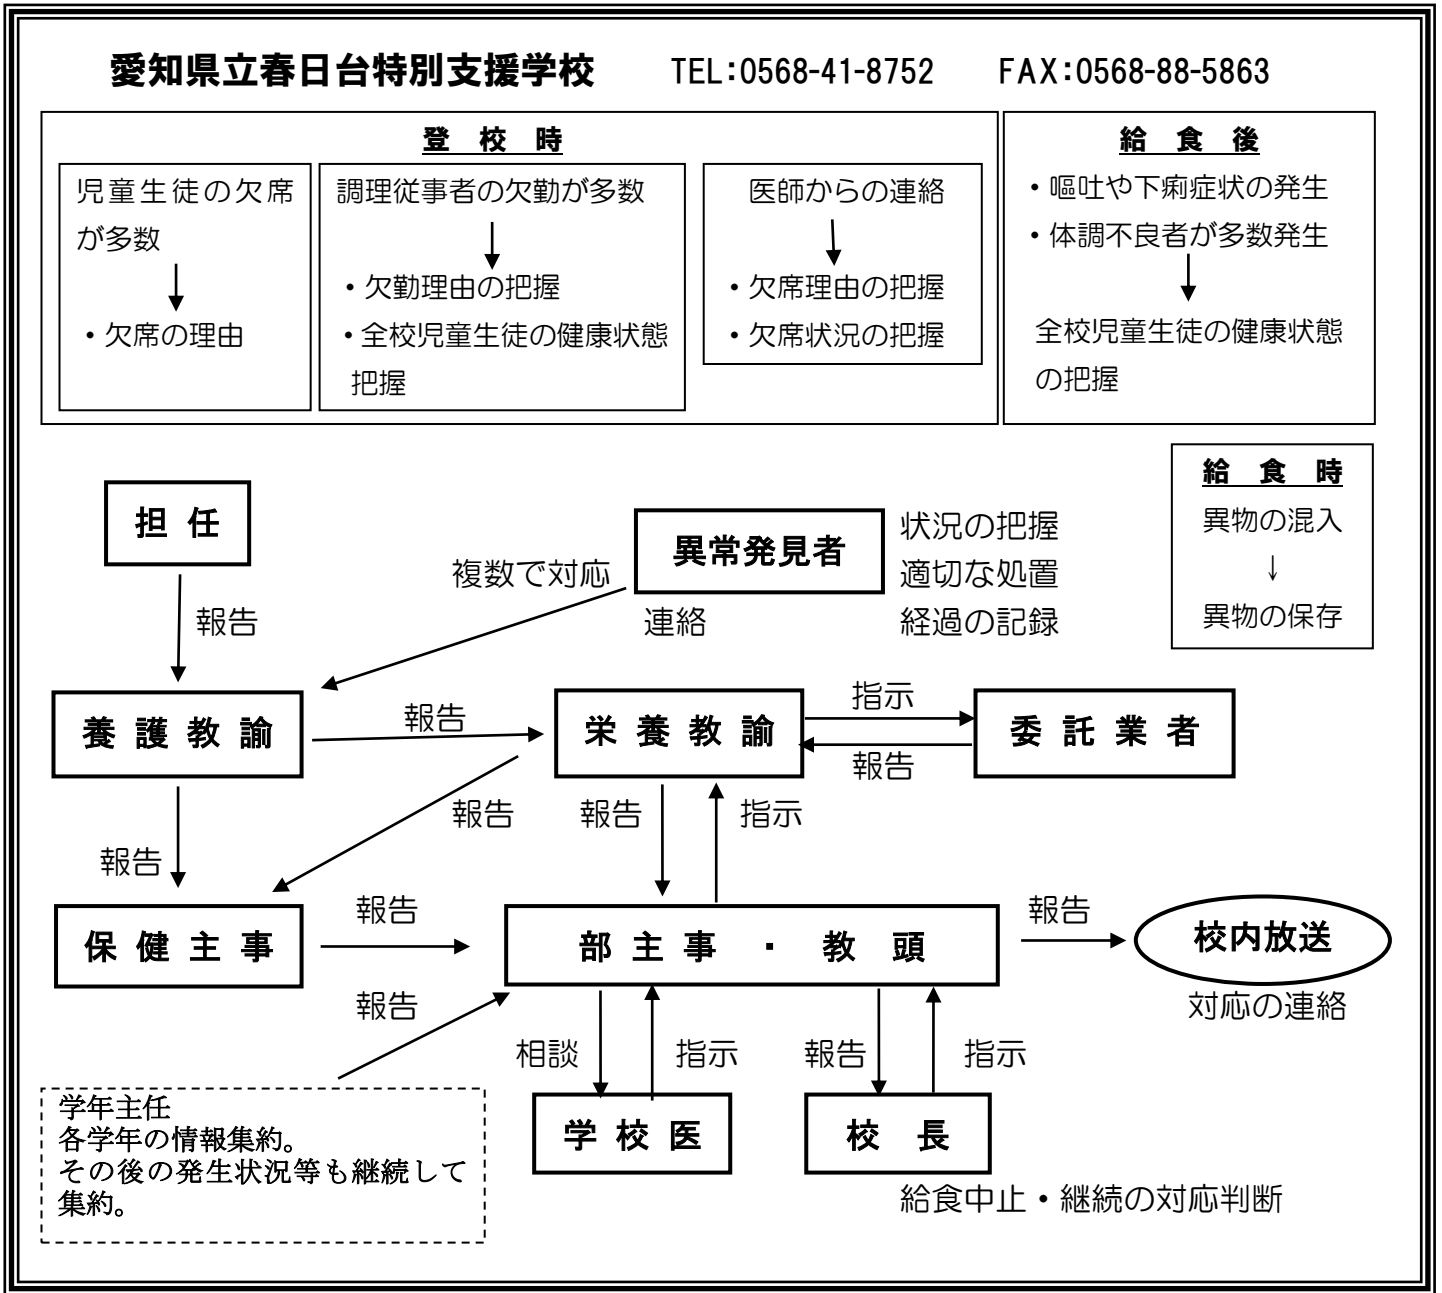 愛知県立春日台特別支援学校 TEL:0568-41-8752 FAX:0568-88-5863
登校時
児童生徒の欠席
が多数
・欠席の理由
調理従事者の欠勤が多数
・欠勤理由の把握
・全校児童生徒の健康状態
把握
医師からの連絡
・欠席理由の把握
・欠席状況の把握
給食後
・嘔吐や下痢症状の発生
・体調不良者が多数発生
全校児童生徒の健康状態
の把握
給食時
異物の混入
↓
異物の保存
担任
報告
異常発見者
状況の把握
適切な処置
経過の記録
複数で対応
連絡
養護教諭
報告
栄養教諭
指示
報告
委託業者
報告
報告
報告
指示
保健主事
報告
部主事・教頭
報告
校内放送
対応の連絡
報告
相談
指示
報告
指示
学年主任
各学年の情報集約。
その後の発生状況等も継続して
集約。
学校医
校長
給食中止・継続の対応判断